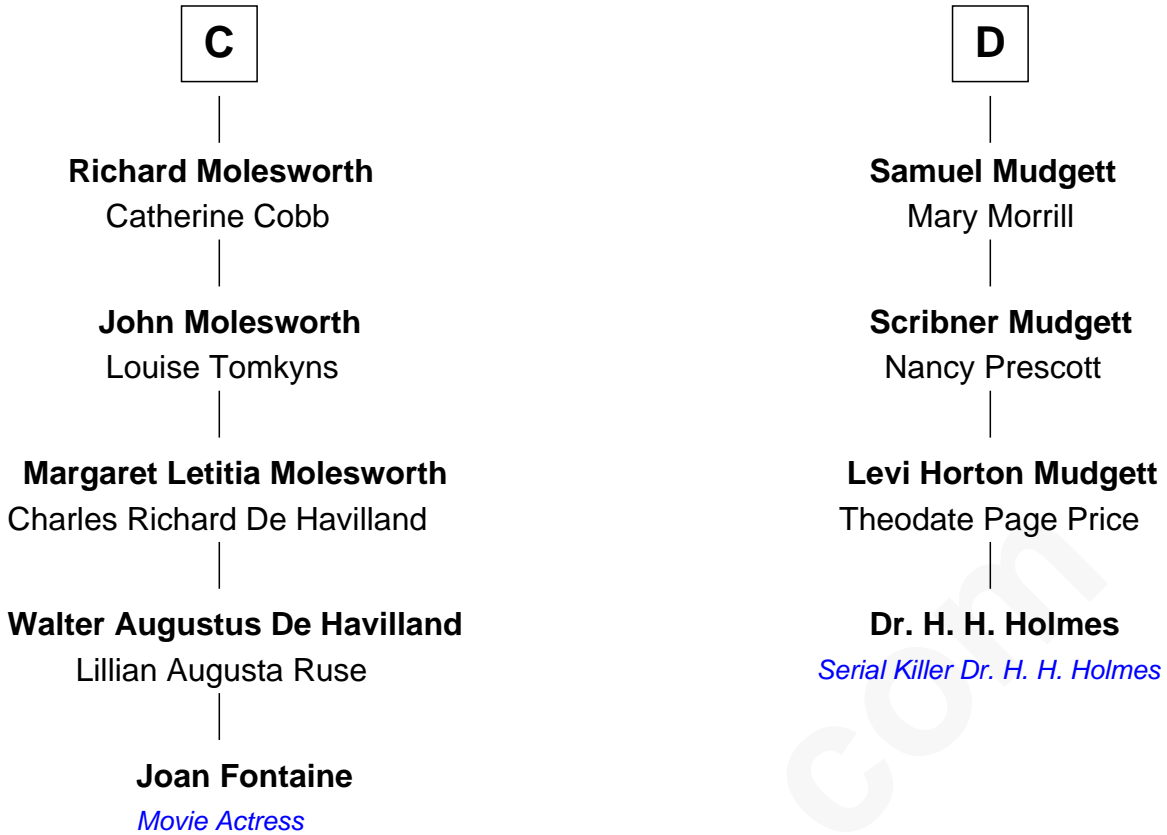 C
Richard Molesworth
Catherine Cobb
John Molesworth
Louise Tomkyns
Margaret Letitia Molesworth
Charles Richard De Havilland
Walter Augustus De Havilland
Lillian Augusta Ruse
Joan Fontaine
Movie Actress
D
Samuel Mudgett
Mary Morrill
Scribner Mudgett
Nancy Prescott
Levi Horton Mudgett
Theodate Page Price
Dr. H. H. Holmes
Serial Killer Dr. H. H. Holmes
com